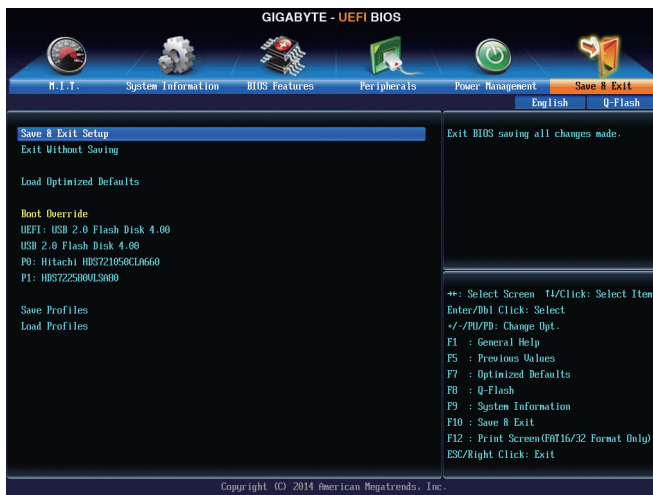 GIGABYTE - UEFI BIOS
M.I.T.
System Information
BIOS Features
Peripherals
Power Management
Save & Exit
English
Q-Flash
Save & Exit Setup
Exit Without Saving
Load Optimized Defaults
Boot Override
UEFI: USB 2.0 Flash Disk 4.00
USB 2.0 Flash Disk 4.00
P0: Hitachi HDS721050CLA660
P1: HDS722580VLSA80
Save Profiles
Load Profiles
Exit BIOS saving all changes made.
↔: Select Screen ↑↓/Click: Select Item
Enter/Dbl Click: Select
+/-/PU/PD: Change Opt.
F1 : General Help
F5 : Previous Values
F7 : Optimized Defaults
F8 : Q-Flash
F9 : System Information
F10 : Save & Exit
F12 : Print Screen(FAT16/32 Format Only)
ESC/Right Click: Exit
Copyright (C) 2014 American Megatrends, Inc.